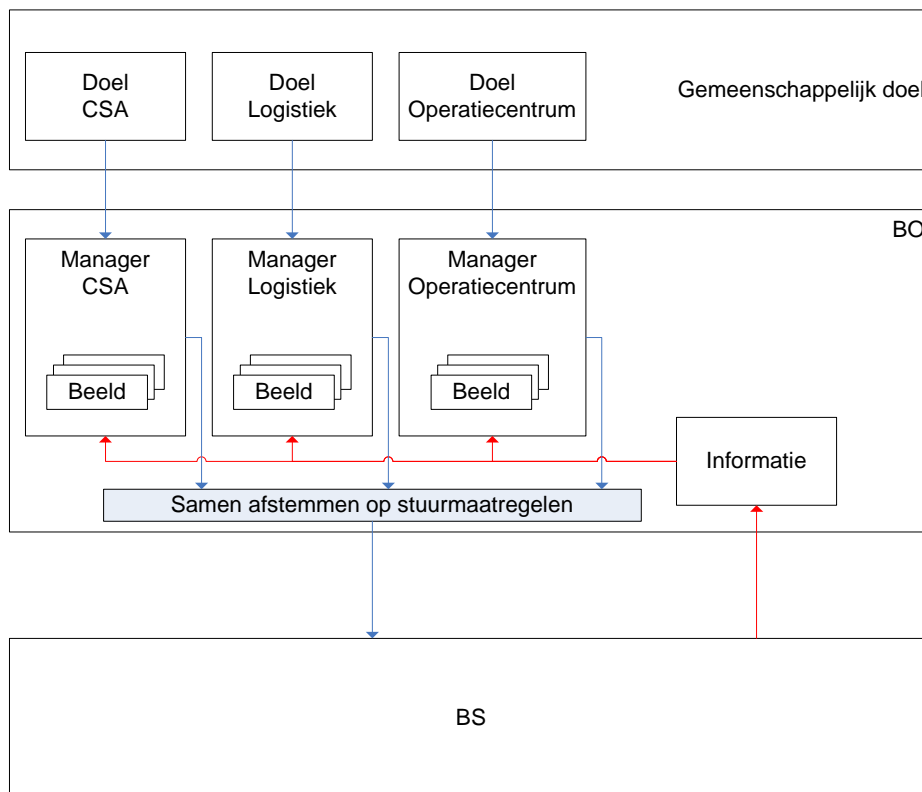 Doel
CSA
Doel
Logistiek
Doel
Operatiecentrum
Gemeenschappelijk doel
BO
Manager
CSA
Manager
Logistiek
Manager
Operatiecentrum
Beeld
Beeld
Beeld
Informatie
Samen afstemmen op stuurmaatregelen
BS